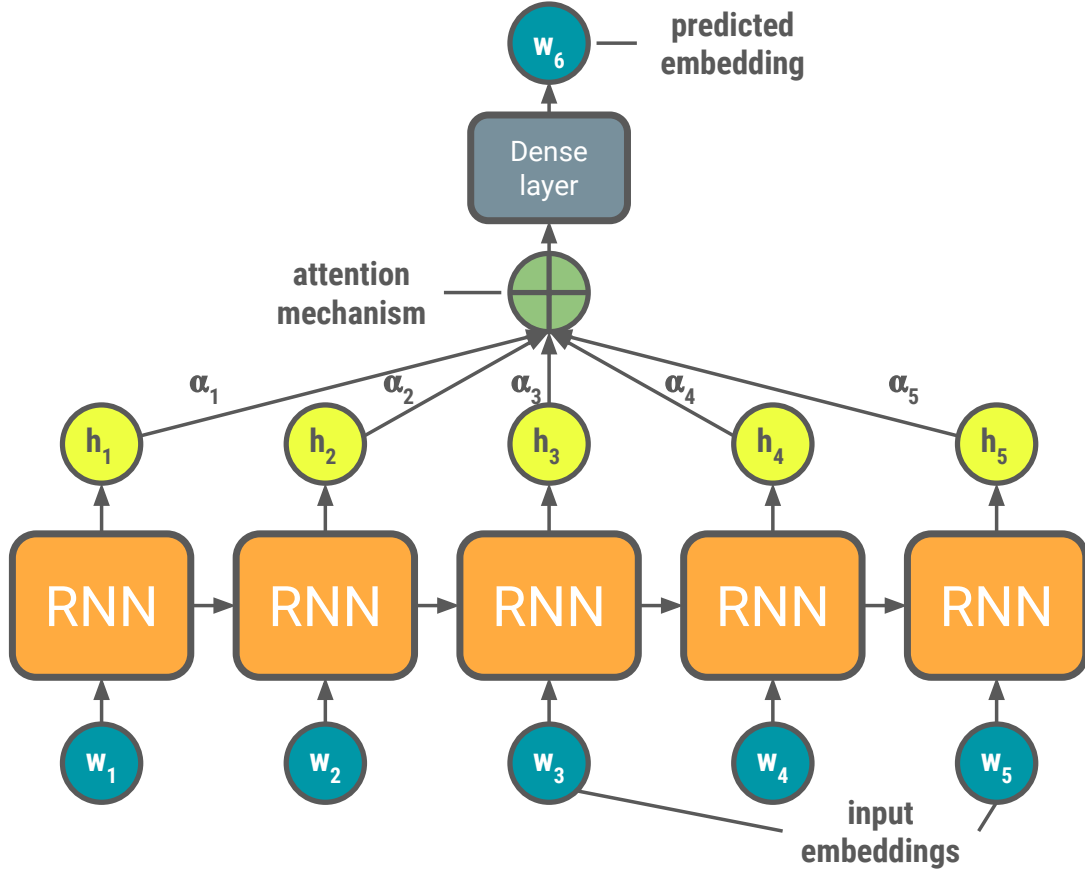 w₆
predicted
embedding
Dense
layer
attention
mechanism
α₁
α₂
α₃
α₄
α₅
h₁
h₂
h₃
h₄
h₅
RNN
RNN
RNN
RNN
RNN
w₁
w₂
w₃
w₄
w₅
input
embeddings